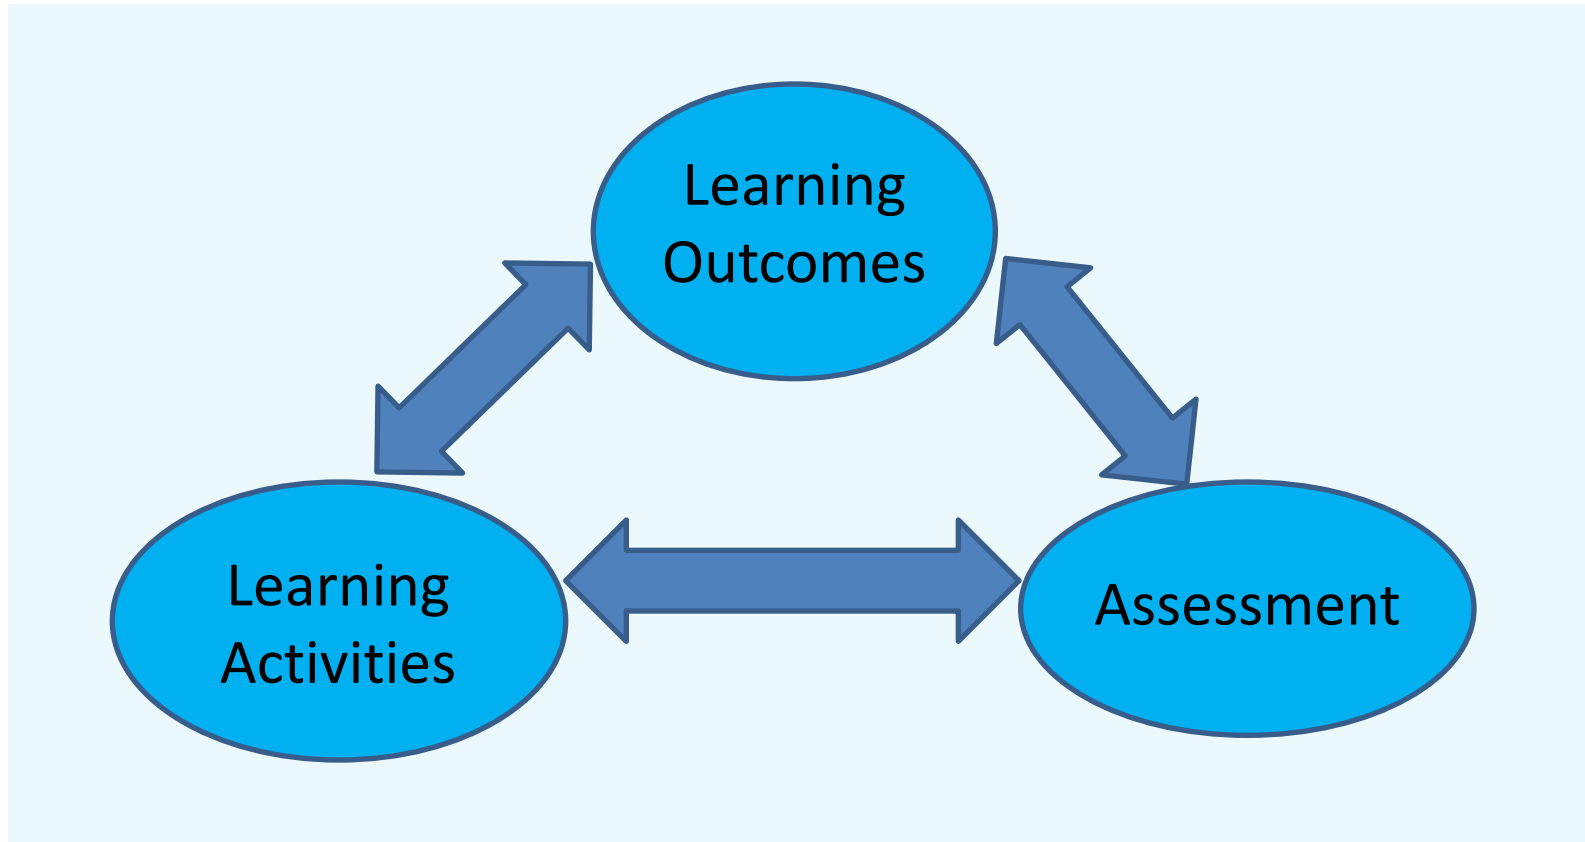 Learning
Outcomes
Learning
Activities
Assessment